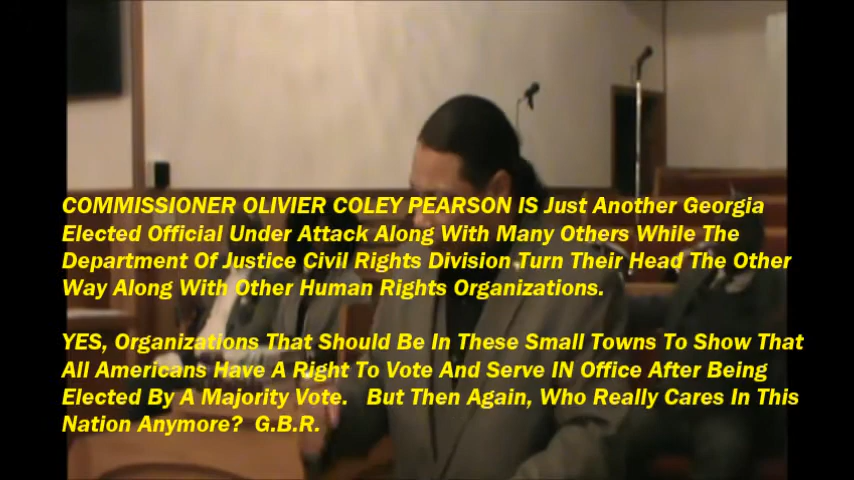 COMMISSIONER OLIVIER COLEY PEARSON IS Just Another Georgia
Elected Official Under Attack Along With Many Others While The
Department Of Justice Civil Rights Division Turn Their Head The Other
Way Along With Other Human Rights Organizations.
YES, Organizations That Should Be In These Small Towns To Show That
All Americans Have A Right To Vote And Serve IN Office After Being
Elected By A Majority Vote. But Then Again, Who Really Cares In This
Nation Anymore? G.B.R.